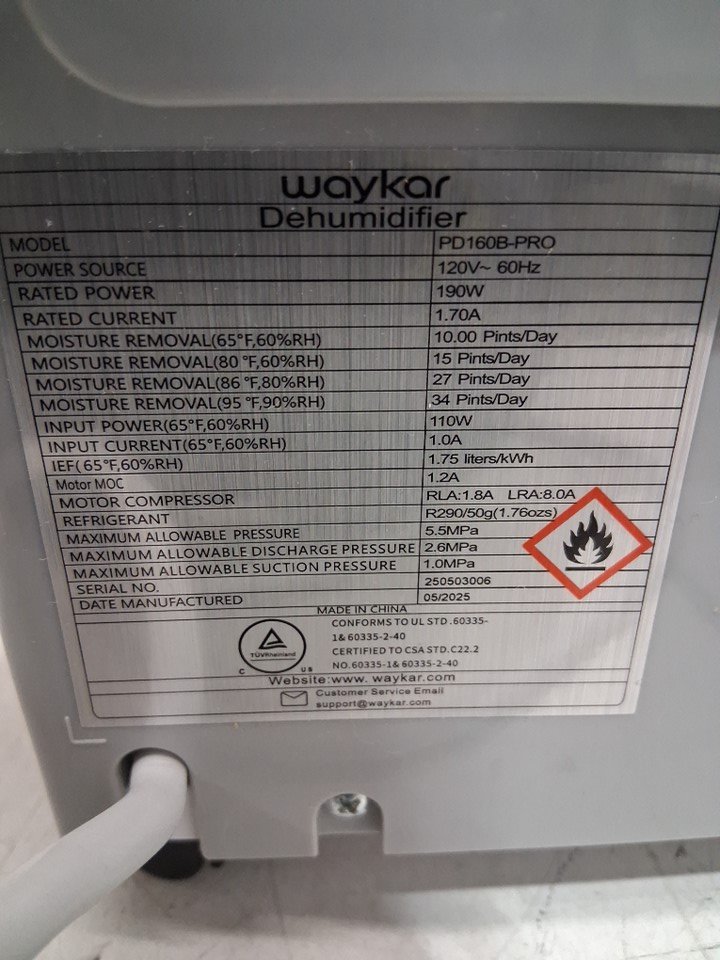 waykar
Dehumidifier
MODEL PD160B-PRO
POWER SOURCE 120V~ 60Hz
RATED POWER 190W
RATED CURRENT 1.70A
MOISTURE REMOVAL(65°F,60%RH) 10.00 Pints/Day
MOISTURE REMOVAL(80 °F,60%RH) 15 Pints/Day
MOISTURE REMOVAL(86 °F,80%RH) 27 Pints/Day
MOISTURE REMOVAL(95 °F,90%RH) 34 Pints/Day
INPUT POWER(65°F,60%RH) 110W
INPUT CURRENT(65°F,60%RH) 1.0A
IEF( 65°F,60%RH) 1.75 liters/kWh
Motor MOC 1.2A
MOTOR COMPRESSOR RLA:1.8A LRA:8.0A
REFRIGERANT R290/50g(1.76ozs)
MAXIMUM ALLOWABLE PRESSURE 5.5MPa
MAXIMUM ALLOWABLE DISCHARGE PRESSURE 2.6MPa
MAXIMUM ALLOWABLE SUCTION PRESSURE 1.0MPa
SERIAL NO. 250503006
DATE MANUFACTURED 05/2025
MADE IN CHINA
TÜVRheinland
C US
CONFORMS TO UL STD .60335-
1& 60335-2-40
CERTIFIED TO CSA STD.C22.2
NO.60335-1& 60335-2-40
Website:www. waykar.com
Customer Service Email
support@waykar.com